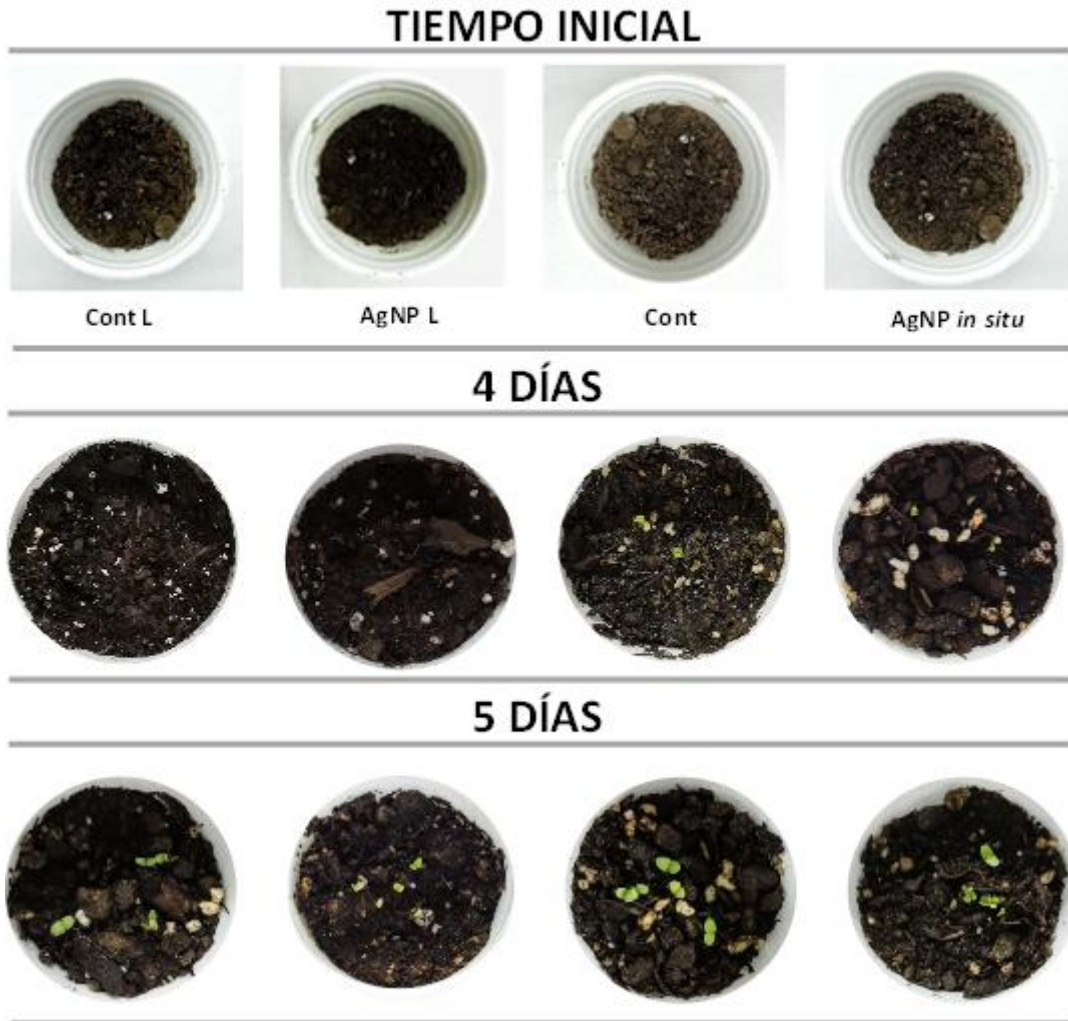 TIEMPO INICIAL
Cont L
AgNP L
Cont
AgNP in situ
4 DÍAS
5 DÍAS